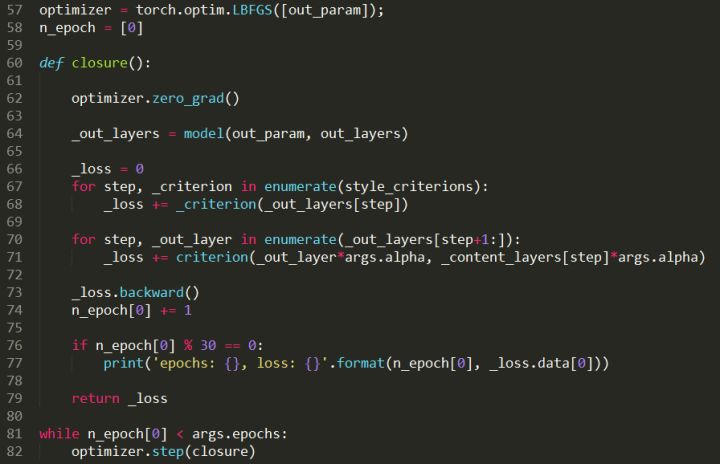 57 optimizer = torch.optim.LBFGS([out_param]);
58 n_epoch = [0]
59
60 def closure():
61
62     optimizer.zero_grad()
63
64     _out_layers = model(out_param, out_layers)
65
66     _loss = 0
67     for step, _criterion in enumerate(style_criterions):
68         _loss += _criterion(_out_layers[step])
69
70     for step, _out_layer in enumerate(_out_layers[step+1:]):
71         _loss += criterion(_out_layer*args.alpha, _content_layers[step]*args.alpha)
72
73     _loss.backward()
74     n_epoch[0] += 1
75
76     if n_epoch[0] % 30 == 0:
77         print('epochs: {}, loss: {}'.format(n_epoch[0], _loss.data[0]))
78
79     return _loss
80
81 while n_epoch[0] < args.epochs:
82     optimizer.step(closure)